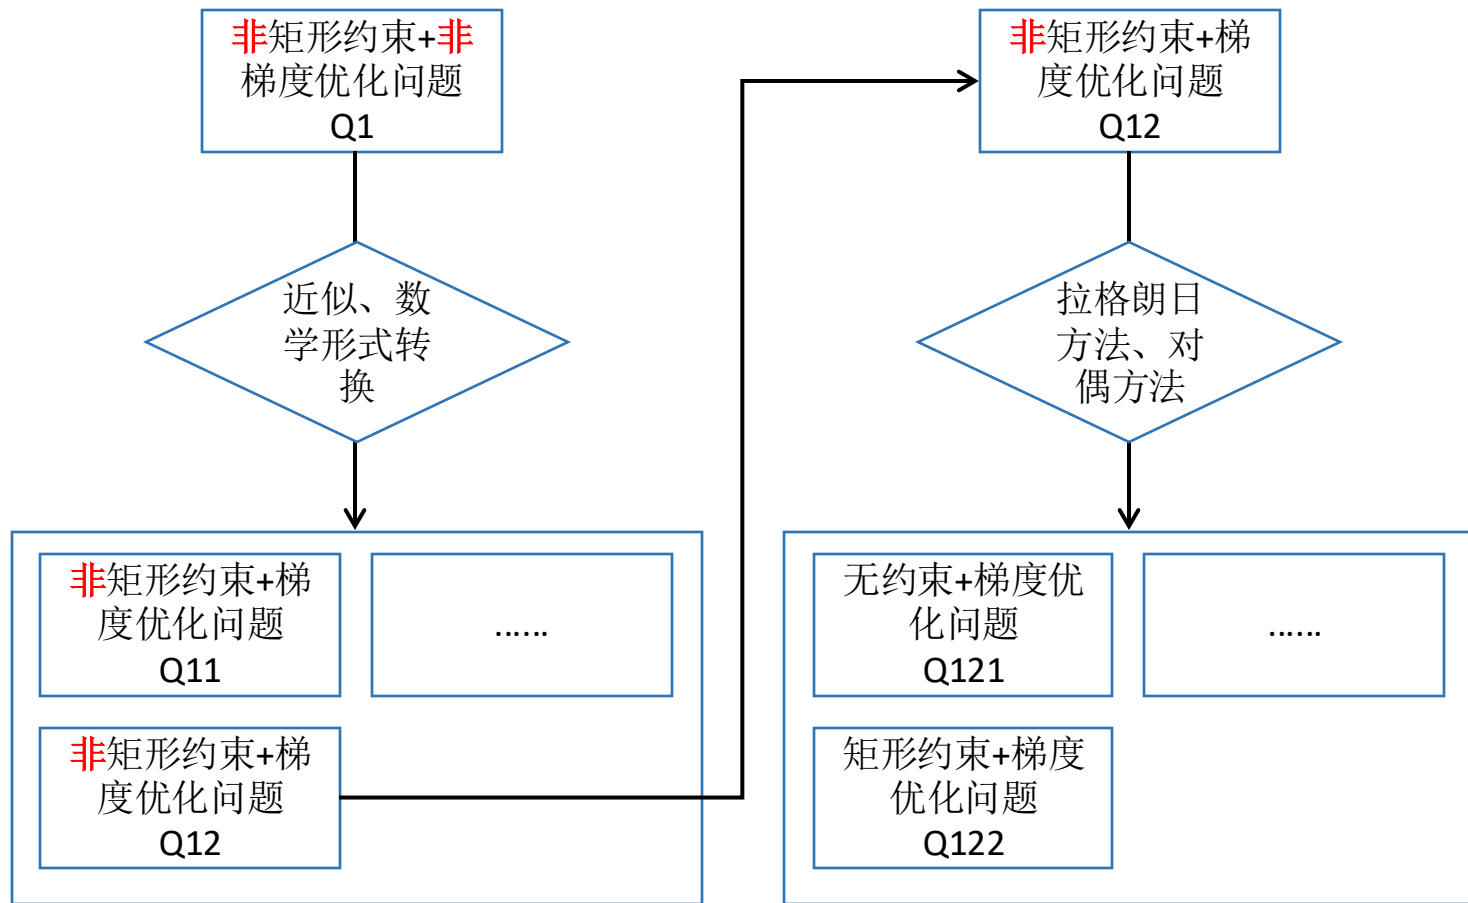 非矩形约束+非
梯度优化问题
Q1
近似、数
学形式转
换
非矩形约束+梯
度优化问题
Q11
……
非矩形约束+梯
度优化问题
Q12
非矩形约束+梯
度优化问题
Q12
拉格朗日
方法、对
偶方法
无约束+梯度优
化问题
Q121
……
矩形约束+梯度
优化问题
Q122